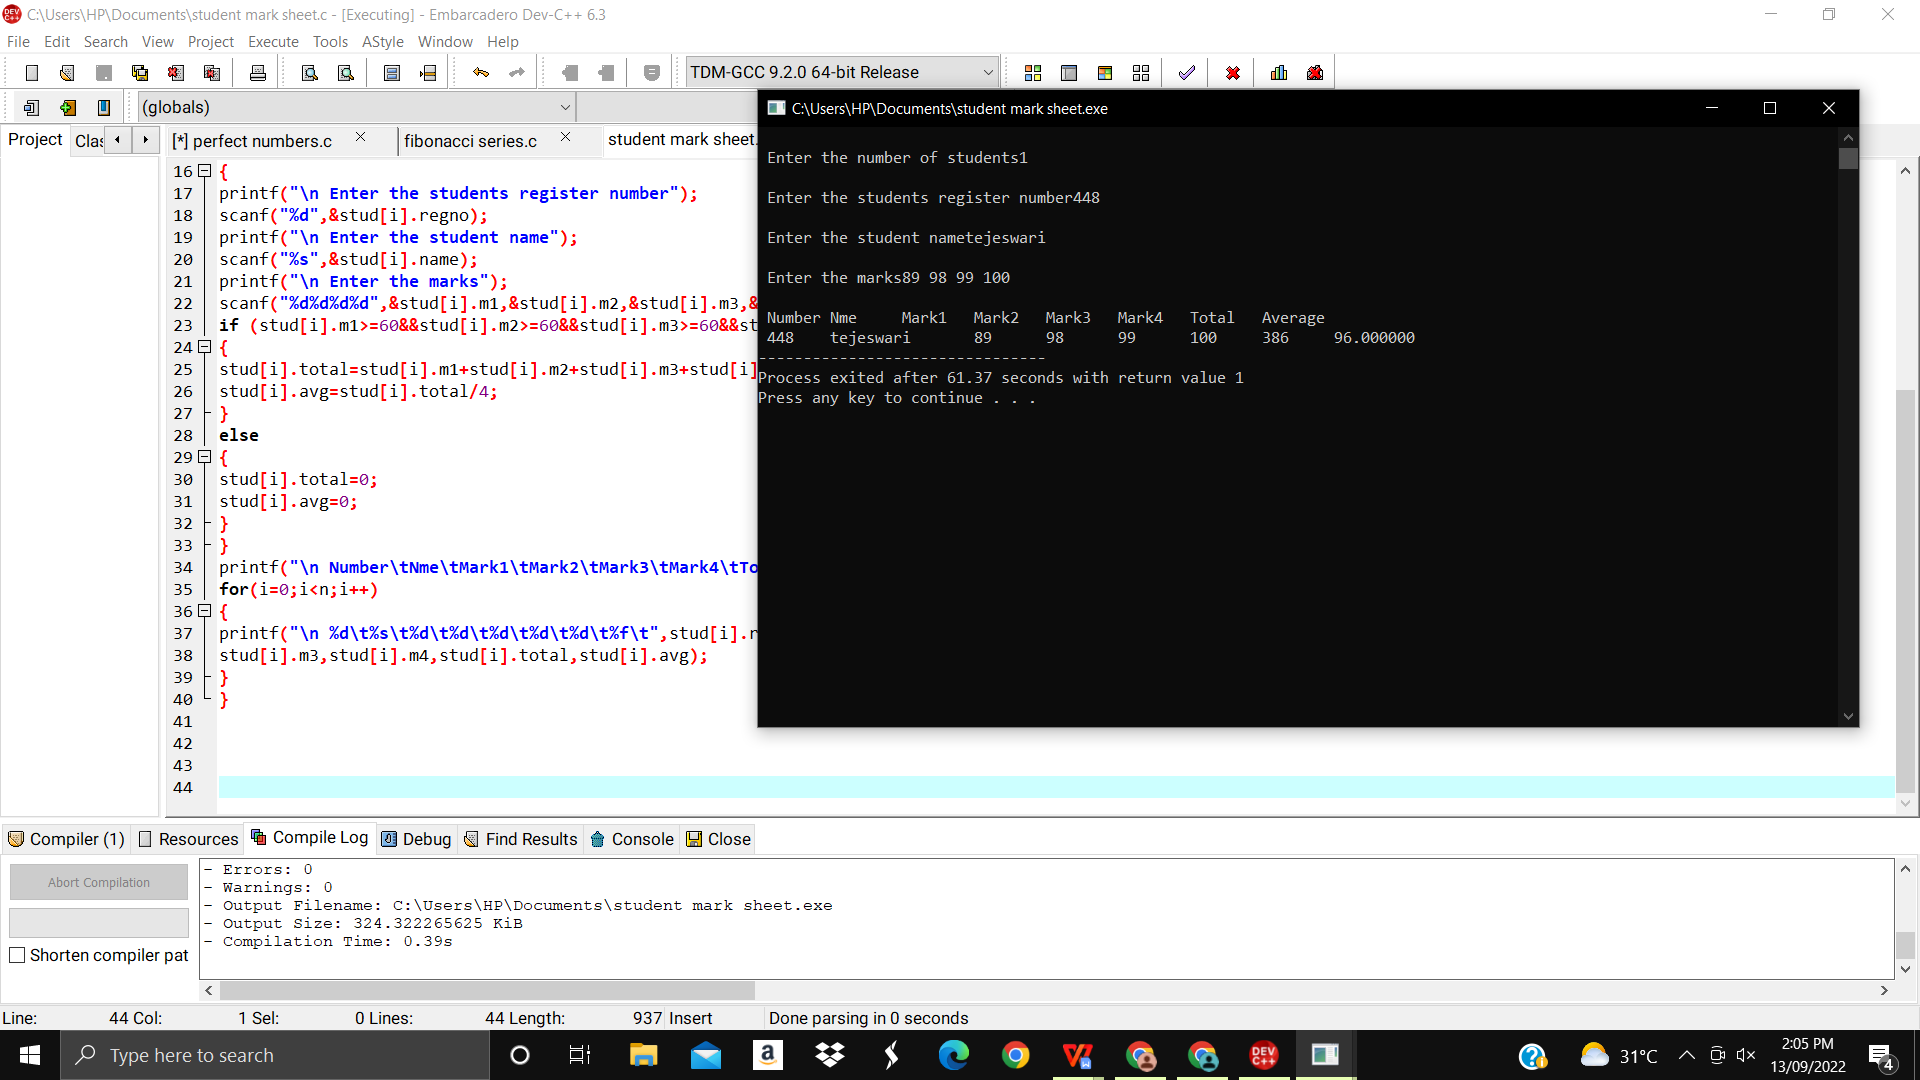 C:\Users\HP\Documents\student mark sheet.c - [Executing] - Embarcadero Dev-C++ 6.3
File Edit Search View Project Execute Tools AStyle Window Help
TDM-GCC 9.2.0 64-bit Release
(globals)
Project Clas [*] perfect numbers.c fibonacci series.c student mark sheet.
16 {
17 printf("\n Enter the students register number");
18 scanf("%d",&stud[i].regno);
19 printf("\n Enter the student name");
20 scanf("%s",&stud[i].name);
21 printf("\n Enter the marks");
22 scanf("%d%d%d%d",&stud[i].m1,&stud[i].m2,&stud[i].m3,&
23 if (stud[i].m1>=60&&stud[i].m2>=60&&stud[i].m3>=60&&st
24 {
25 stud[i].total=stud[i].m1+stud[i].m2+stud[i].m3+stud[i]
26 stud[i].avg=stud[i].total/4;
27 }
28 else
29 {
30 stud[i].total=0;
31 stud[i].avg=0;
32 }
33 }
34 printf("\n Number\tNme\tMark1\tMark2\tMark3\tMark4\tTo
35 for(i=0;i<n;i++)
36 {
37 printf("\n %d\t%s\t%d\t%d\t%d\t%d\t%d\t%f\t",stud[i].r
38 stud[i].m3,stud[i].m4,stud[i].total,stud[i].avg);
39 }
40 }
41
42
43
44
C:\Users\HP\Documents\student mark sheet.exe
Enter the number of students1
Enter the students register number448
Enter the student nametejeswari
Enter the marks89 98 99 100
Number Nme Mark1 Mark2 Mark3 Mark4 Total Average
448 tejeswari 89 98 99 100 386 96.000000
--------------------------------
Process exited after 61.37 seconds with return value 1
Press any key to continue . . .
Compiler (1) Resources Compile Log Debug Find Results Console Close
Abort Compilation
Shorten compiler pat
- Errors: 0
- Warnings: 0
- Output Filename: C:\Users\HP\Documents\student mark sheet.exe
- Output Size: 324.322265625 KiB
- Compilation Time: 0.39s
Line: 44 Col: 1 Sel: 0 Lines: 44 Length: 937 Insert Done parsing in 0 seconds
Type here to search
DEV C++
31°C
2:05 PM
13/09/2022
4